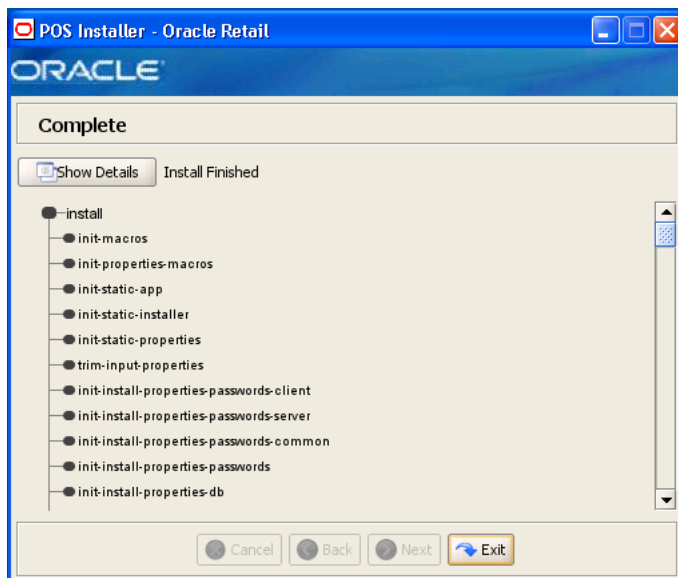 POS Installer - Oracle Retail
ORACLE
Complete
Show Details Install Finished
install
init-macros
init-properties-macros
init-static-app
init-static-installer
init-static-properties
trim-input-properties
init-install-properties-passwords-client
init-install-properties-passwords-server
init-install-properties-passwords-common
init-install-properties-passwords
init-install-properties-db
Cancel Back Next Exit